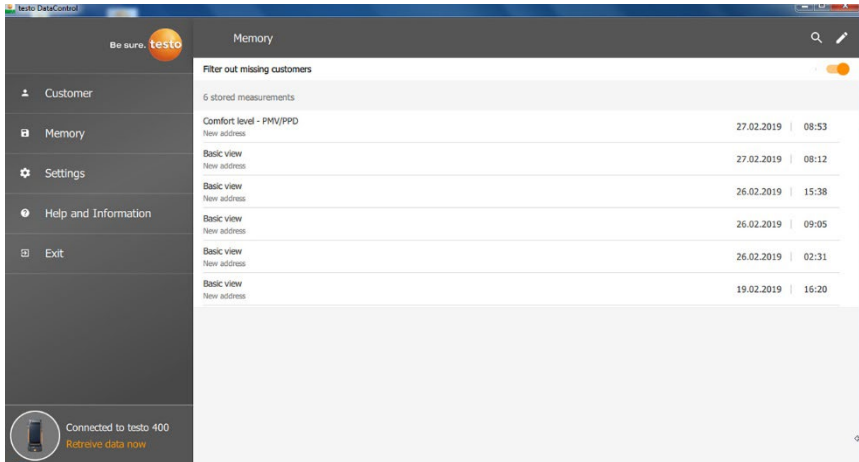 testo DataControl
Be sure. testo
Memory
Customer
Memory
Settings
Help and Information
Exit
Connected to testo 400
Retreive data now
Filter out missing customers
6 stored measurements
Comfort level - PMV/PPD
New address
27.02.2019 | 08:53
Basic view
New address
27.02.2019 | 08:12
Basic view
New address
26.02.2019 | 15:38
Basic view
New address
26.02.2019 | 09:05
Basic view
New address
26.02.2019 | 02:31
Basic view
New address
19.02.2019 | 16:20